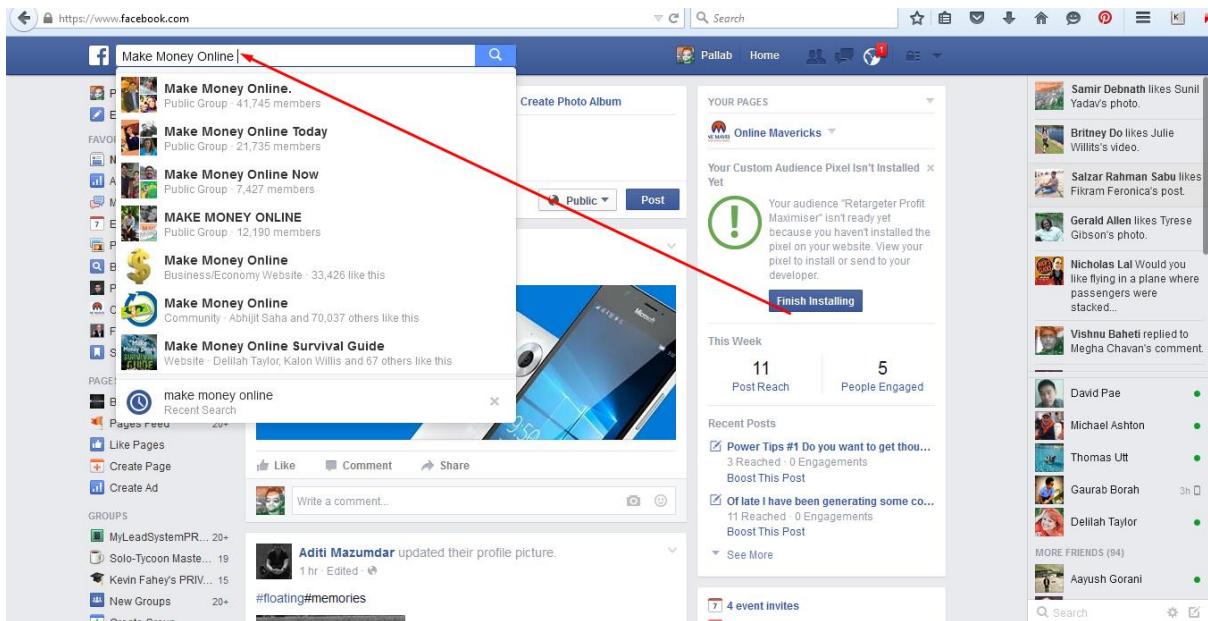 https://www.facebook.com
Search
f
Make Money Online
Pallab
Home
1
Make Money Online.
Public Group · 41,745 members
Make Money Online Today
Public Group · 21,735 members
Make Money Online Now
Public Group · 7,427 members
MAKE MONEY ONLINE
Public Group · 12,190 members
Make Money Online
Business/Economy Website · 33,426 like this
Make Money Online
Community · Abhijit Saha and 70,037 others like this
Make Money Online Survival Guide
Website · Delilah Taylor, Kalon Willis and 67 others like this
make money online
Recent Search
Pages Feed 20+
Like Pages
Create Page
Create Ad
GROUPS
MyLeadSystemPR... 20+
Solo-Tycoon Maste... 19
Kevin Fahey's PRIV... 15
New Groups 20+
Create Group
Create Photo Album
Public
Post
Microsoft
9:50
Like Comment Share
Write a comment...
Aditi Mazumdar updated their profile picture.
1 hr · Edited ·
#floating#memories
YOUR PAGES
Online Mavericks
Your Custom Audience Pixel Isn't Installed
Yet
Your audience "Retargeter Profit
Maximiser" isn't ready yet
because you haven't installed the
pixel on your website. View your
pixel to install or send to your
developer.
Finish Installing
This Week
11 5
Post Reach People Engaged
Recent Posts
Power Tips #1 Do you want to get thou...
3 Reached · 0 Engagements
Boost This Post
Of late I have been generating some co...
11 Reached · 0 Engagements
Boost This Post
See More
7 4 event invites
Samir Debnath likes Sunil
Yadav's photo.
Britney Do likes Julie
Willits's video.
Salzar Rahman Sabu likes
Fikram Feronica's post.
Gerald Allen likes Tyrese
Gibson's photo.
Nicholas Lal Would you
like flying in a plane where
passengers were
stacked...
Vishnu Baheti replied to
Megha Chavan's comment.
David Pae
Michael Ashton
Thomas Utt
Gaurab Borah 3h
Delilah Taylor
MORE FRIENDS (94)
Aayush Gorani
Search